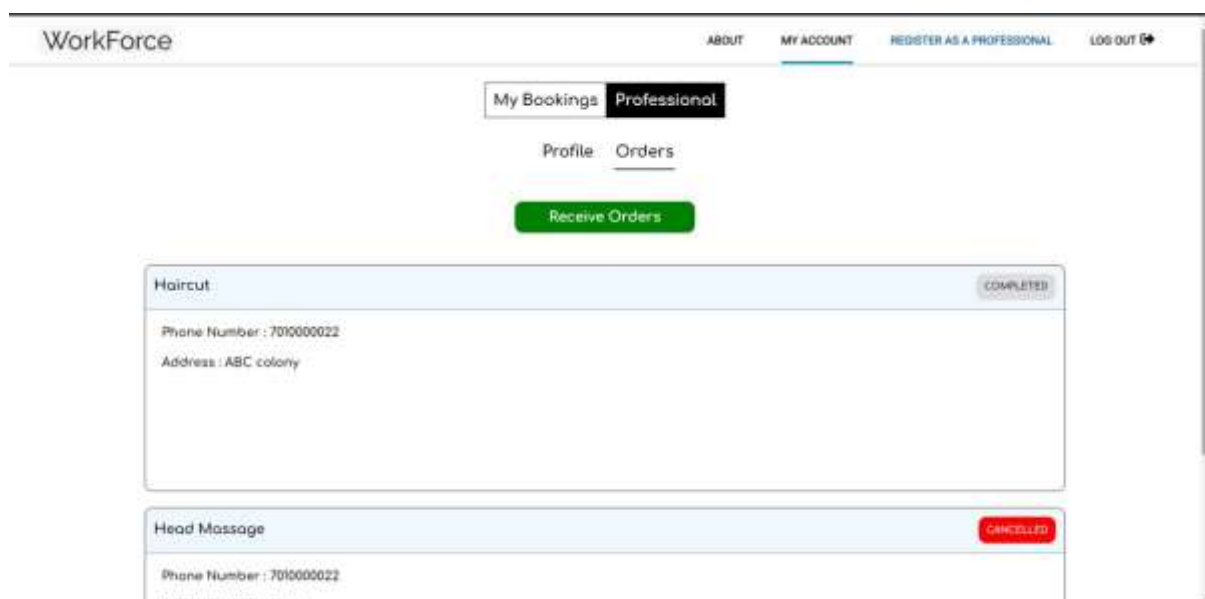 WorkForce
ABOUT MY ACCOUNT REGISTER AS A PROFESSIONAL LOG OUT
My Bookings Professional
Profile Orders
Receive Orders
Haircut COMPLETED
Phone Number : 7010000022
Address : ABC colony
Head Massage CANCELLED
Phone Number : 7010000022